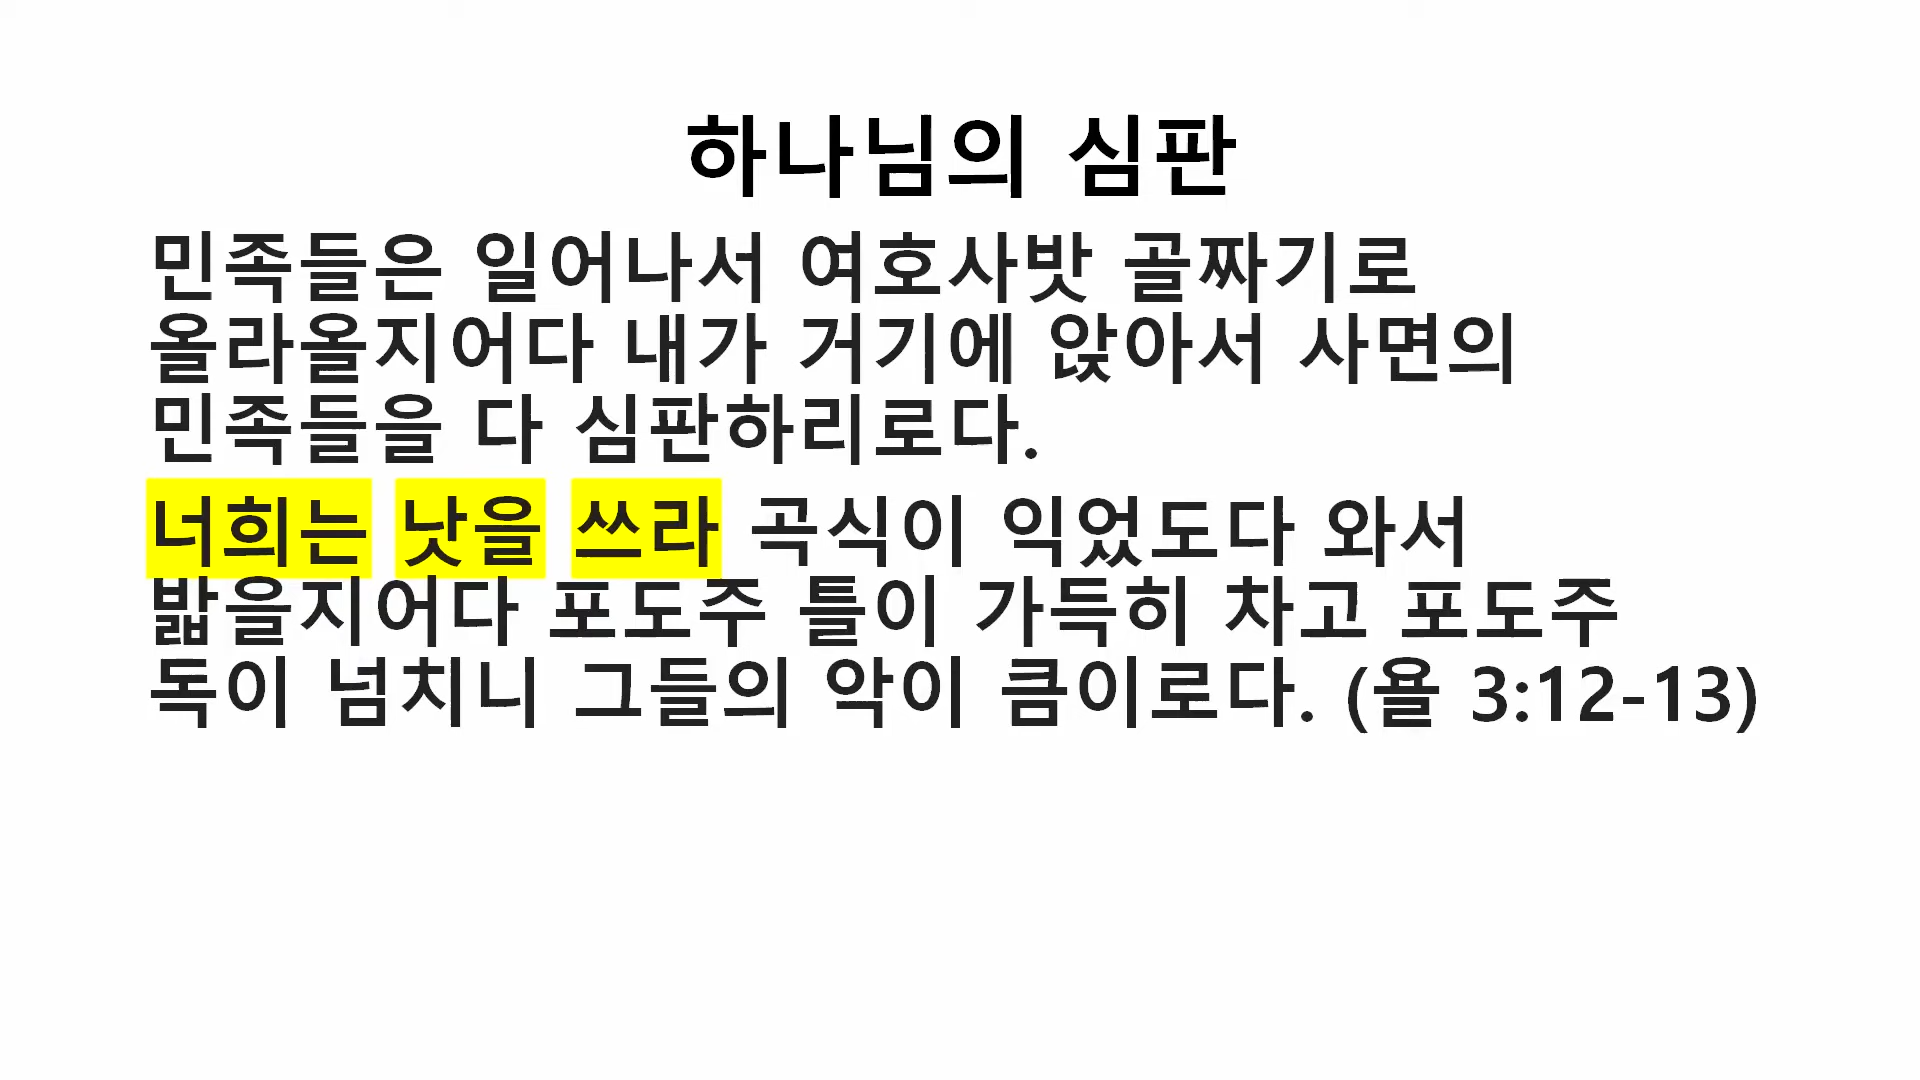 하나님의 심판
민족들은 일어나서 여호사밧 골짜기로
올라올지어다 내가 거기에 앉아서 사면의
민족들을 다 심판하리로다.
너희는 낫을 쓰라 곡식이 익었도다 와서
밟을지어다 포도주 틀이 가득히 차고 포도주
독이 넘치니 그들의 악이 큼이로다. (욜 3:12-13)